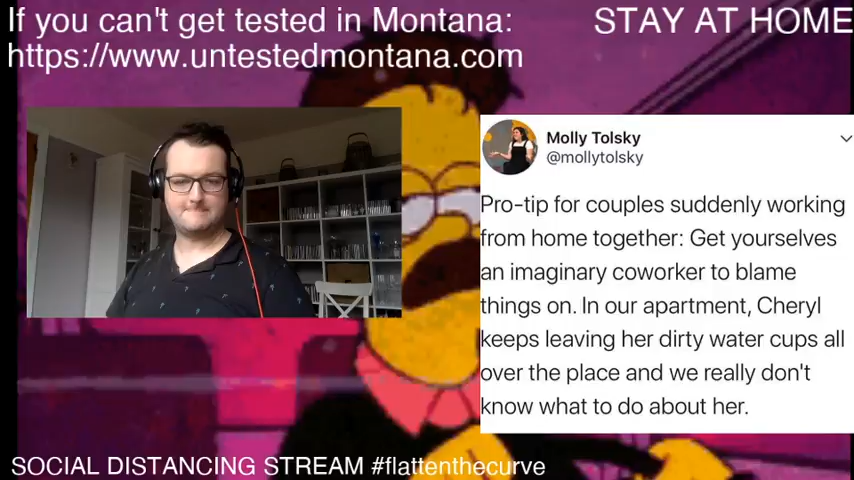 If you can't get tested in Montana:
https://www.untestedmontana.com
STAY AT HOME
Molly Tolsky
@mollytolsky
Pro-tip for couples suddenly working
from home together: Get yourselves
an imaginary coworker to blame
things on. In our apartment, Cheryl
keeps leaving her dirty water cups all
over the place and we really don't
know what to do about her.
SOCIAL DISTANCING STREAM #flattenthecurve